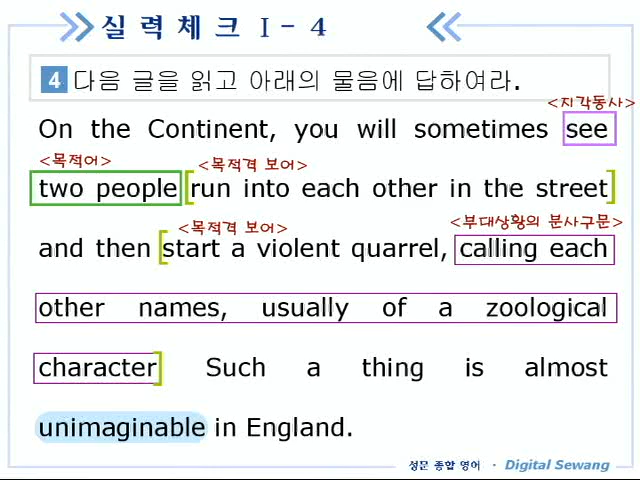 실력체크 I - 4
4 다음 글을 읽고 아래의 물음에 답하여라.
<지각동사>
On the Continent, you will sometimes see
<목적어> <목적격 보어>
two people [run into each other in the street]
<목적격 보어> <부대상황의 분사구문>
and then [start a violent quarrel, calling each
other names, usually of a zoological
character] Such a thing is almost
unimaginable in England.
성문 종합 영어 · Digital Sewang